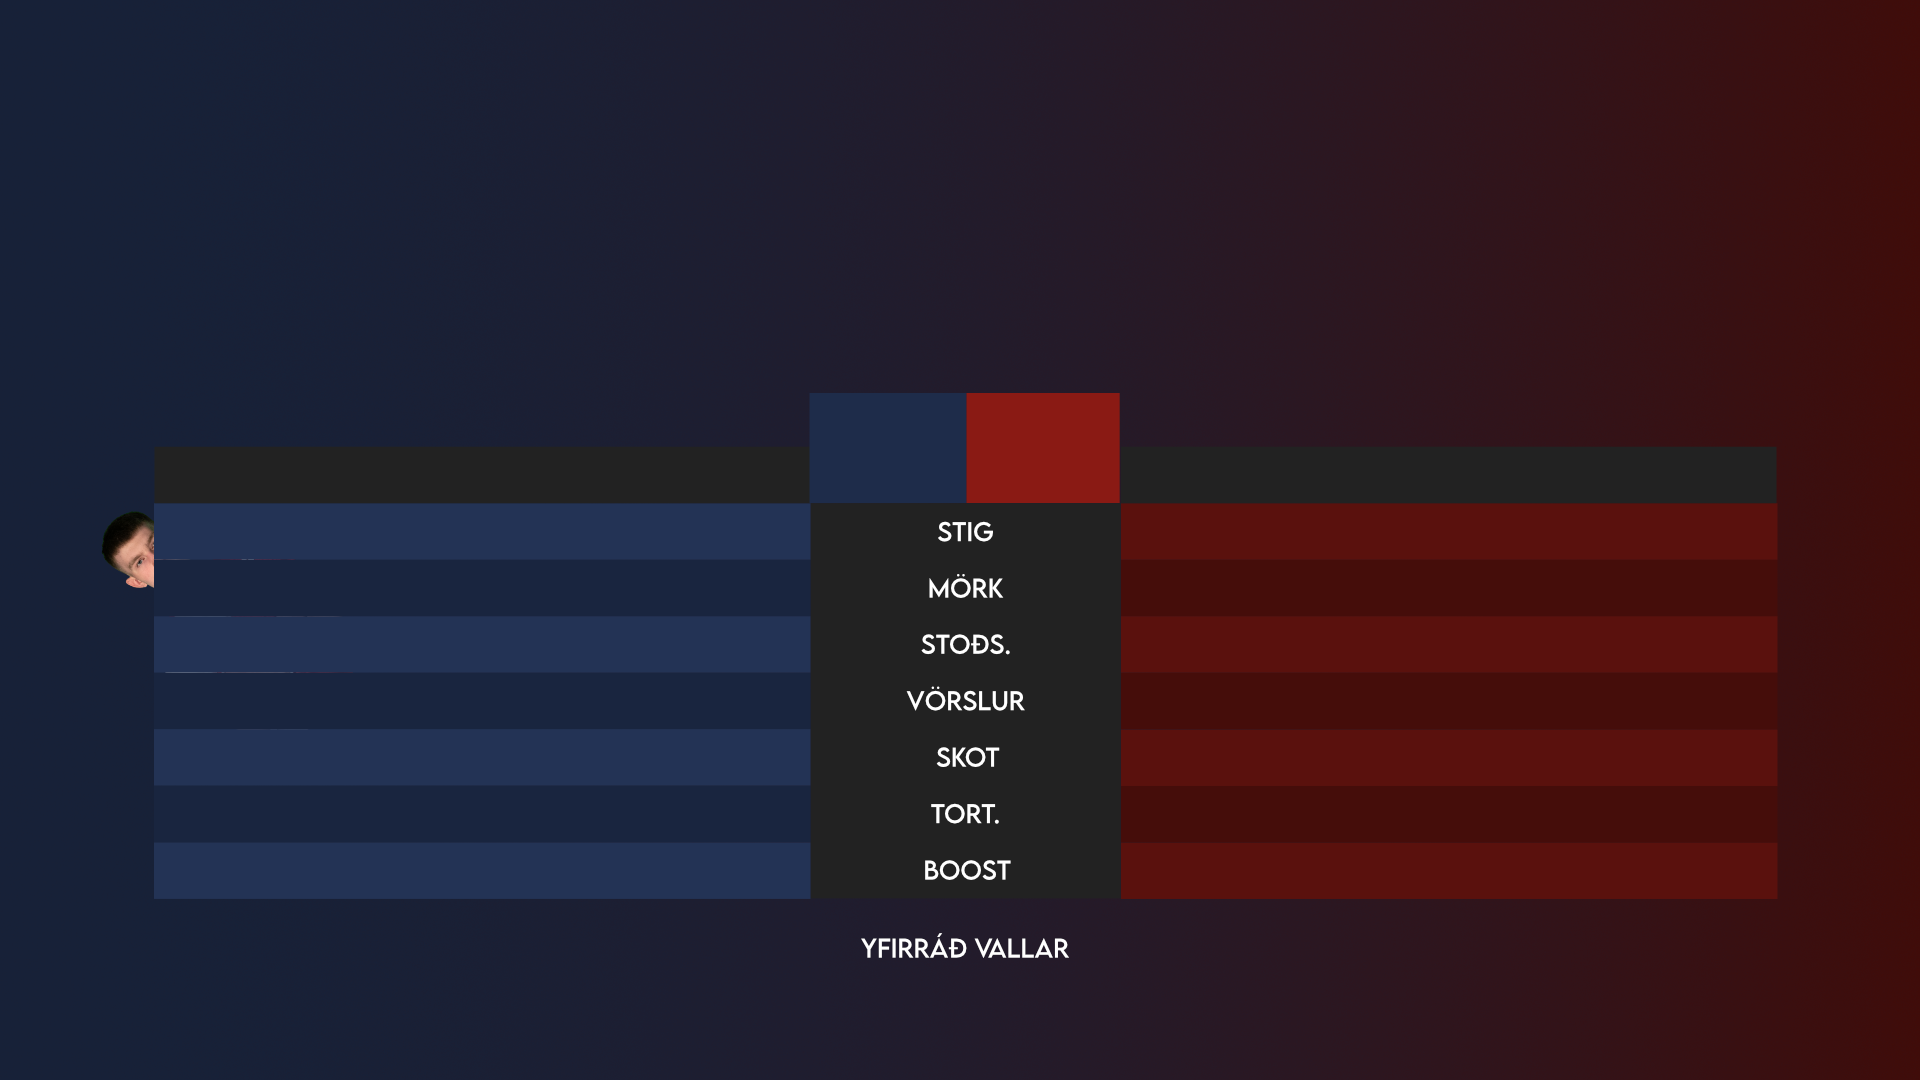 STIG
MÖRK
STOÐS.
VÖRSLUR
SKOT
TORT.
BOOST
YFIRRÁÐ VALLAR